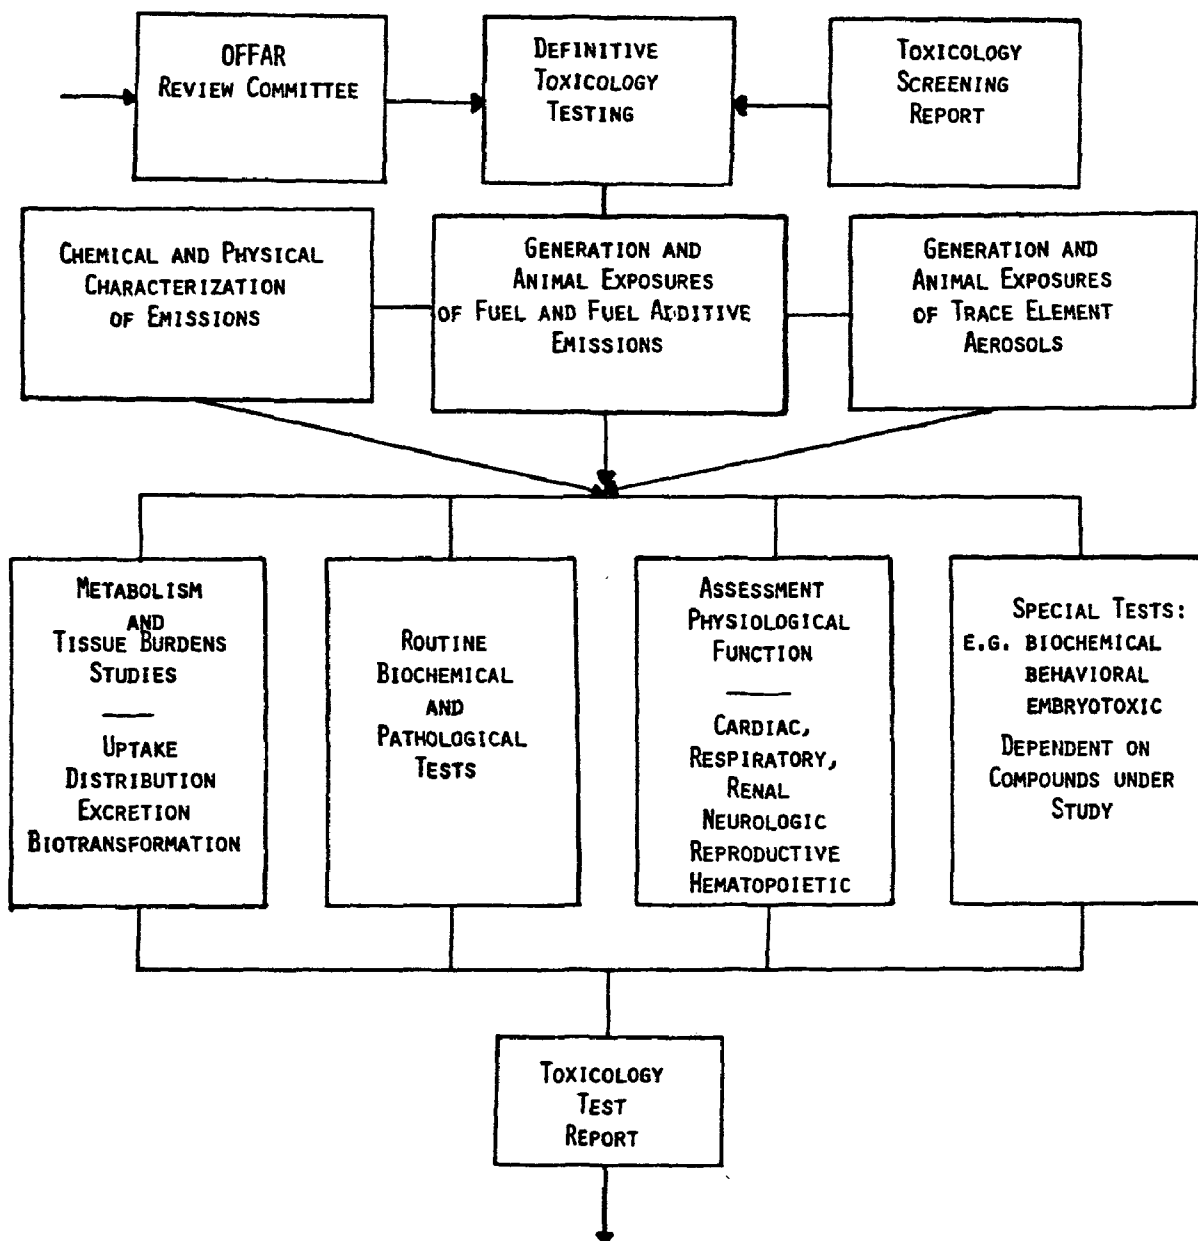 OFFAR
REVIEW COMMITTEE
DEFINITIVE
TOXICOLOGY
TESTING
TOXICOLOGY
SCREENING
REPORT
CHEMICAL AND PHYSICAL
CHARACTERIZATION
OF EMISSIONS
GENERATION AND
ANIMAL EXPOSURES
OF FUEL AND FUEL ADDITIVE
EMISSIONS
GENERATION AND
ANIMAL EXPOSURES
OF TRACE ELEMENT
AEROSOLS
METABOLISM
AND
TISSUE BURDENS
STUDIES
UPTAKE
DISTRIBUTION
EXCRETION
BIOTRANSFORMATION
ROUTINE
BIOCHEMICAL
AND
PATHOLOGICAL
TESTS
ASSESSMENT
PHYSIOLOGICAL
FUNCTION
CARDIAC,
RESPIRATORY,
RENAL
NEUROLOGIC
REPRODUCTIVE
HEMATOPOIETIC
SPECIAL TESTS:
E.G. BIOCHEMICAL
BEHAVIORAL
EMBRYOTOXIC
DEPENDENT ON
COMPOUNDS UNDER
STUDY
TOXICOLOGY
TEST
REPORT